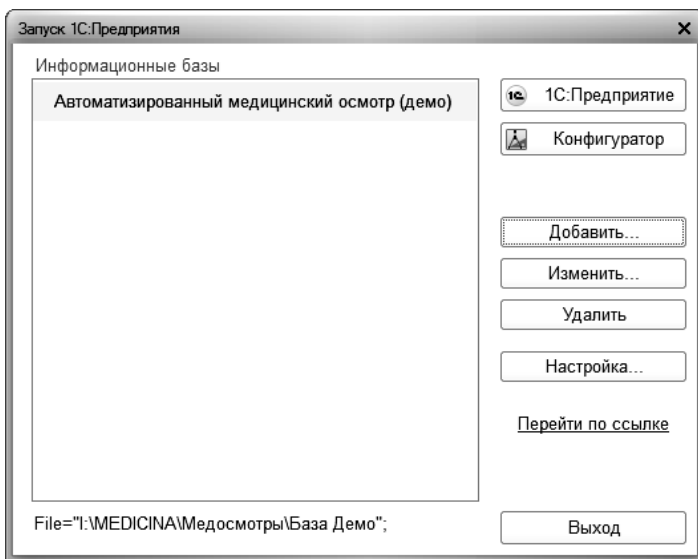 Запуск 1С:Предприятия
Информационные базы
Автоматизированный медицинский осмотр (демо)
1С:Предприятие
Конфигуратор
Добавить...
Изменить...
Удалить
Настройка...
Перейти по ссылке
File="I:\MEDICINA\Медосмотры\База Демо";
Выход